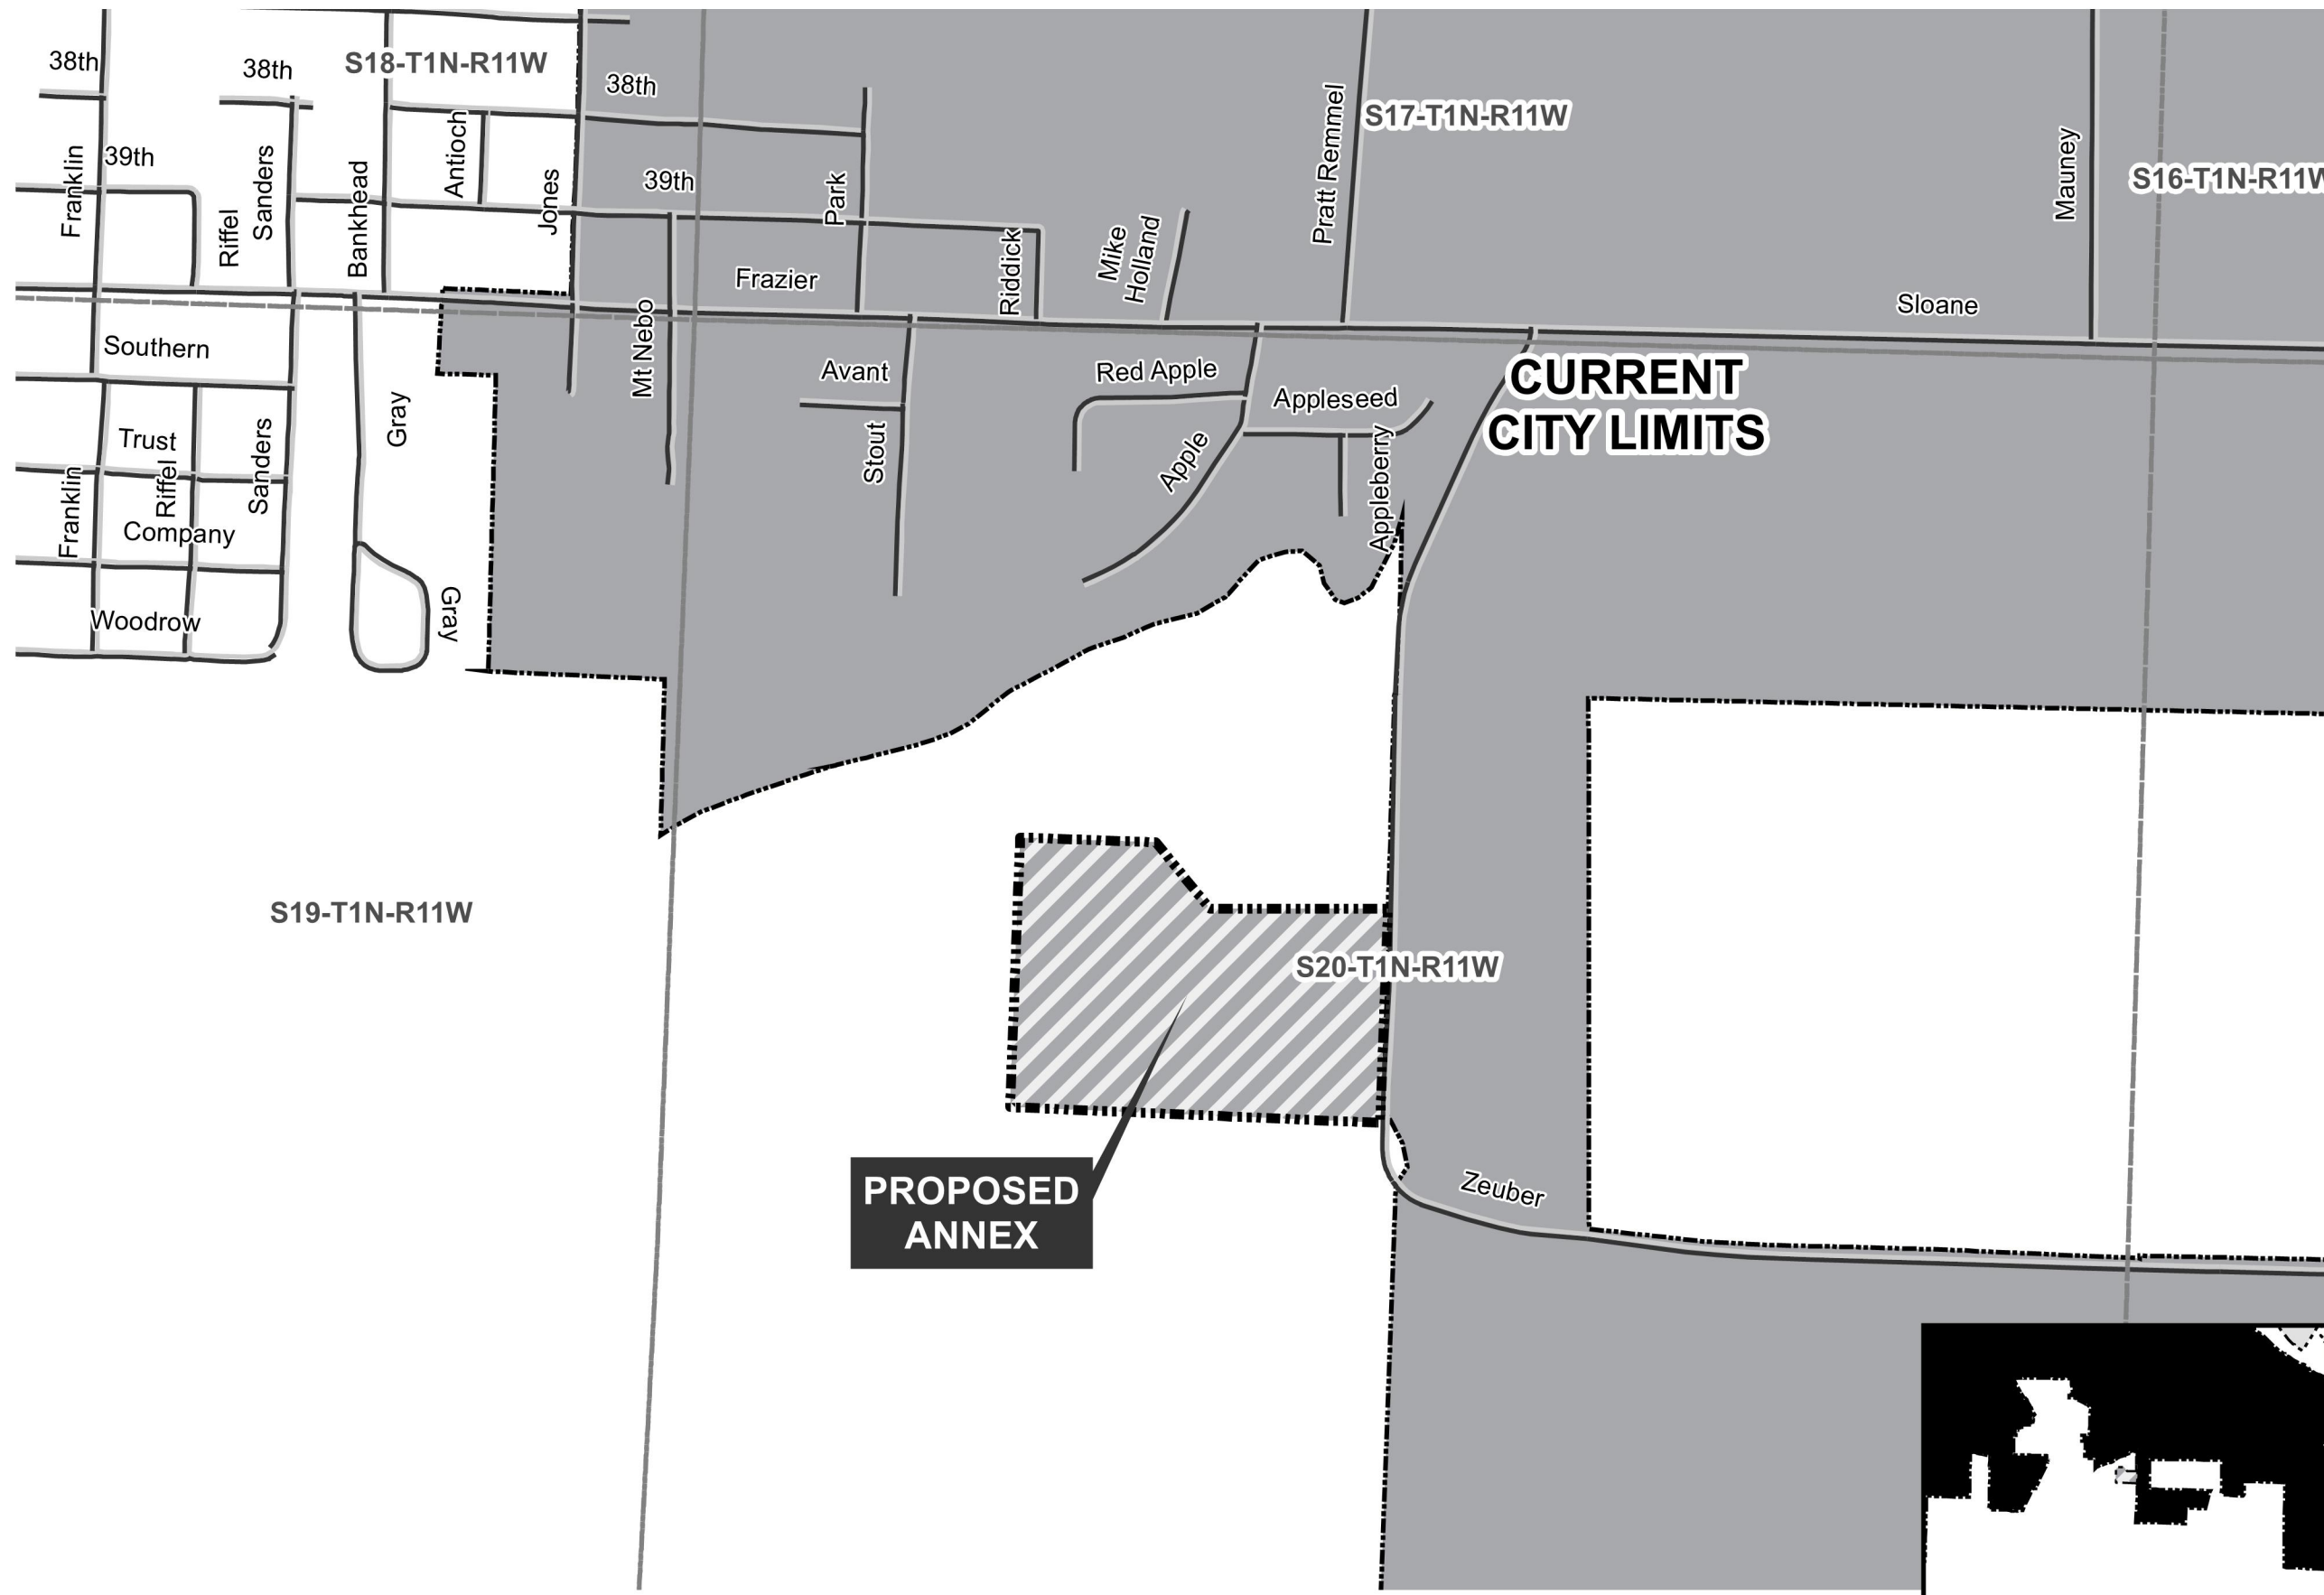 38th
38th
S18-T1N-R11W
38th
S17-T1N-R11W
Pratt Remmel
Mauney
S16-T1N-R11W
Franklin
39th
Riffel
Sanders
Bankhead
Antioch
Jones
39th
Park
Frazier
Riddick
Mike
Holland
Sloane
Southern
Mt Nebo
Avant
Red Apple
Appleseed
CURRENT
CITY LIMITS
Gray
Trust
Riffel
Sanders
Stout
Apple
Appleberry
Franklin
Company
Gray
Woodrow
S19-T1N-R11W
S20-T1N-R11W
PROPOSED
ANNEX
Zeuber